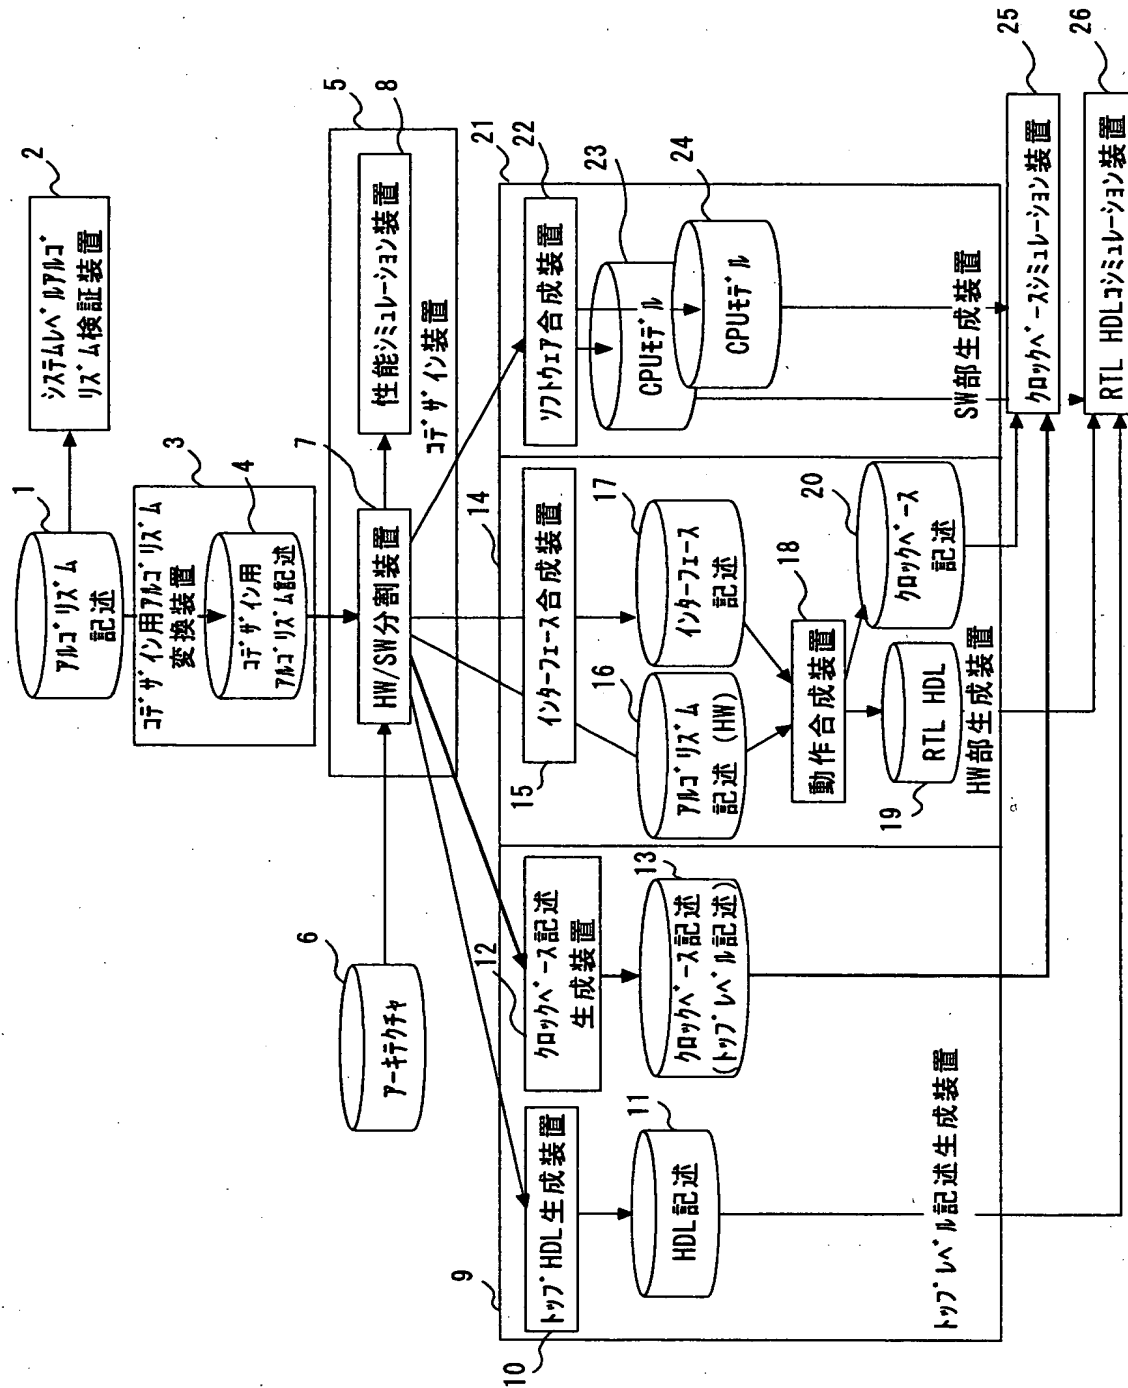 1
アルゴリズム
記述
2
システムレベルアルゴ
リズム検証装置
3
コデザイン用アルゴリズム
変換装置
4
コデザイン用
アルゴリズム記述
5
コデザイン装置
6
アーキテクチャ
7
HW/SW分割装置
8
性能シミュレーション装置
9
トップレベル記述生成装置
10
トップHDL生成装置
11
HDL記述
12
クロックベース記述
生成装置
13
クロックベース記述
(トップレベル記述)
14
HW部生成装置
15
インターフェース合成装置
16
アルゴリズム
記述(HW)
17
インターフェース
記述
18
動作合成装置
19
RTL HDL
20
クロックベース
記述
21
SW部生成装置
22
ソフトウェア合成装置
23
CPUモデル
24
CPUモデル
25
クロックベースシミュレーション装置
26
RTL HDLコシミュレーション装置